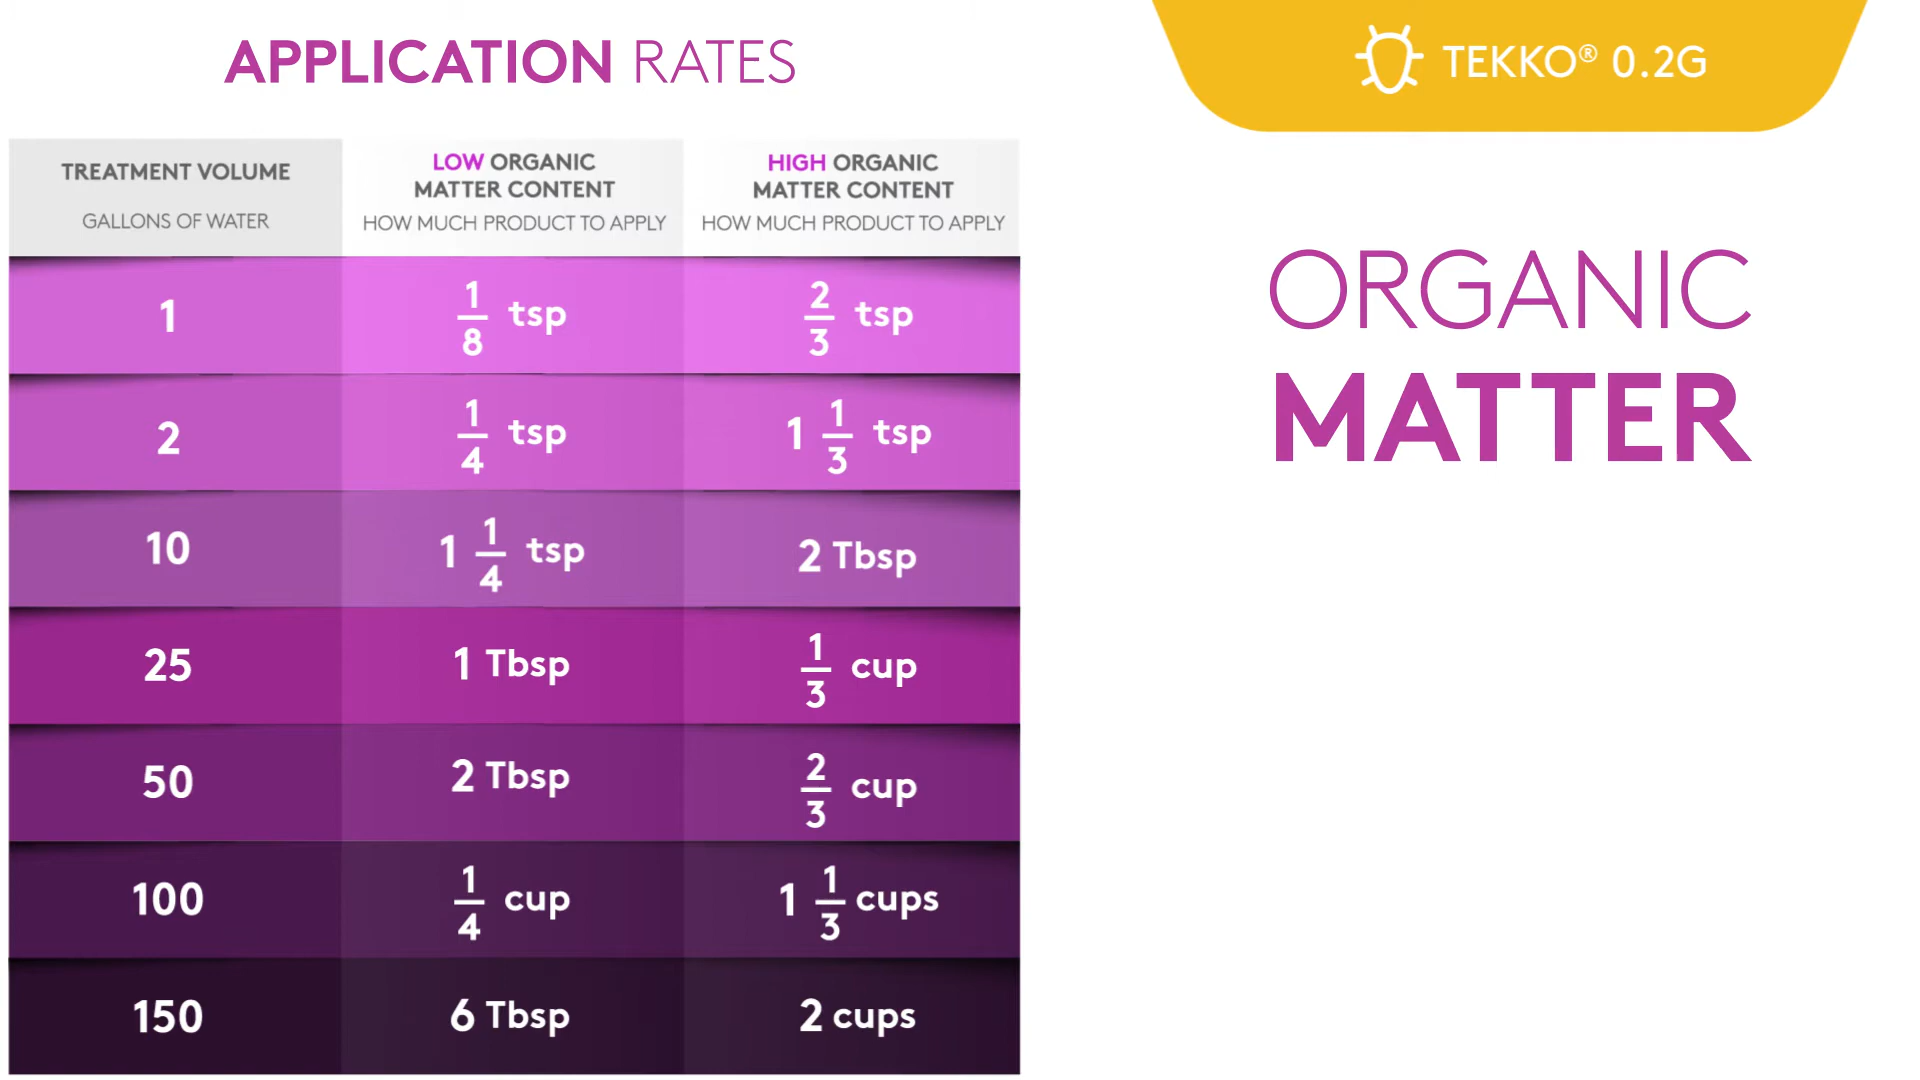 APPLICATION RATES
TEKKO® 0.2G
TREATMENT VOLUME
GALLONS OF WATER
LOW ORGANIC
MATTER CONTENT
HOW MUCH PRODUCT TO APPLY
HIGH ORGANIC
MATTER CONTENT
HOW MUCH PRODUCT TO APPLY
1 1/8 tsp 2/3 tsp
2 1/4 tsp 1 1/3 tsp
10 1 1/4 tsp 2 Tbsp
25 1 Tbsp 1/3 cup
50 2 Tbsp 2/3 cup
100 1/4 cup 1 1/3 cups
150 6 Tbsp 2 cups
ORGANIC
MATTER